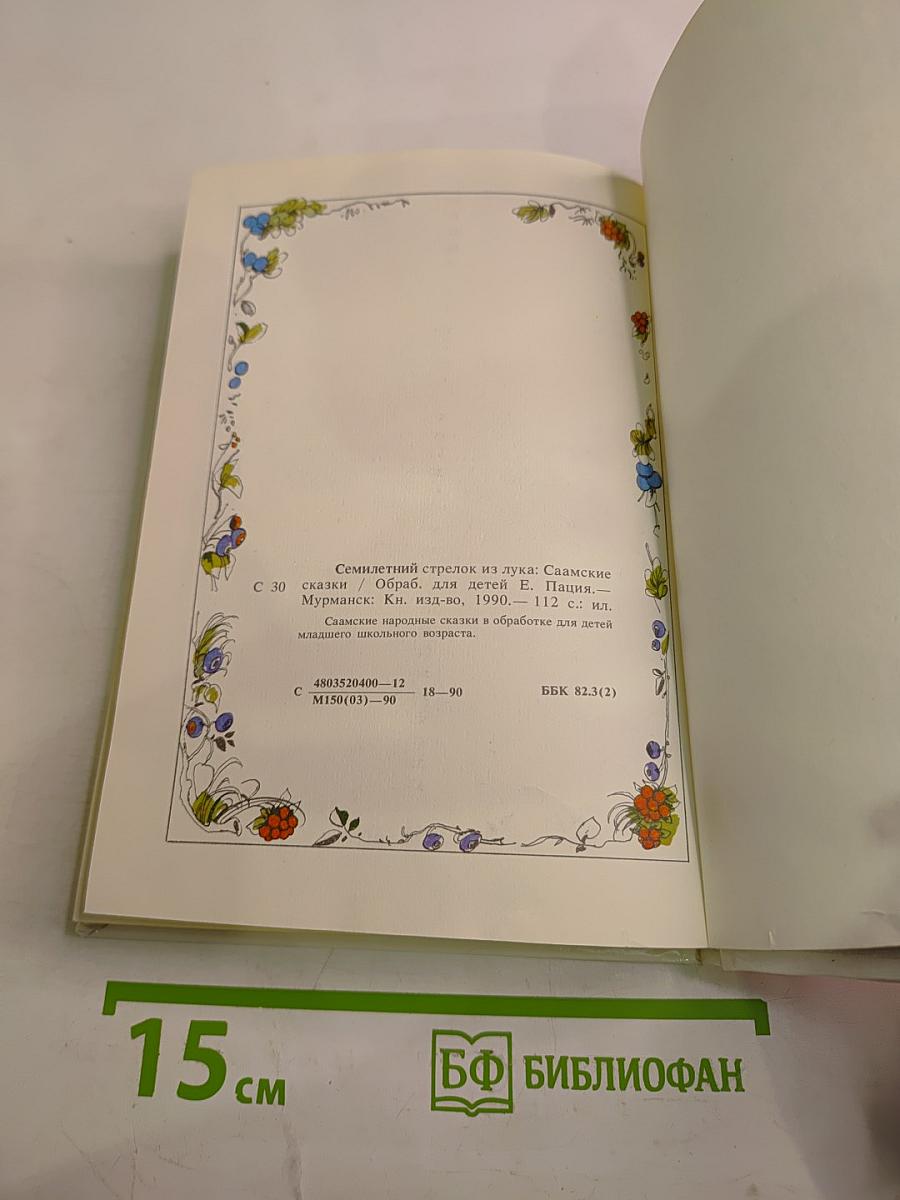 Семилетний стрелок из лука: Саамские
С 30 сказки / Обраб. для детей Е. Пация.—
Мурманск: Кн. изд-во, 1990.— 112 с.: ил.
Саамские народные сказки в обработке для детей
младшего школьного возраста.
С 4803520400—12 / М150(03)—90 18—90 ББК 82.3(2)
15 см БФ БИБЛИОФАН